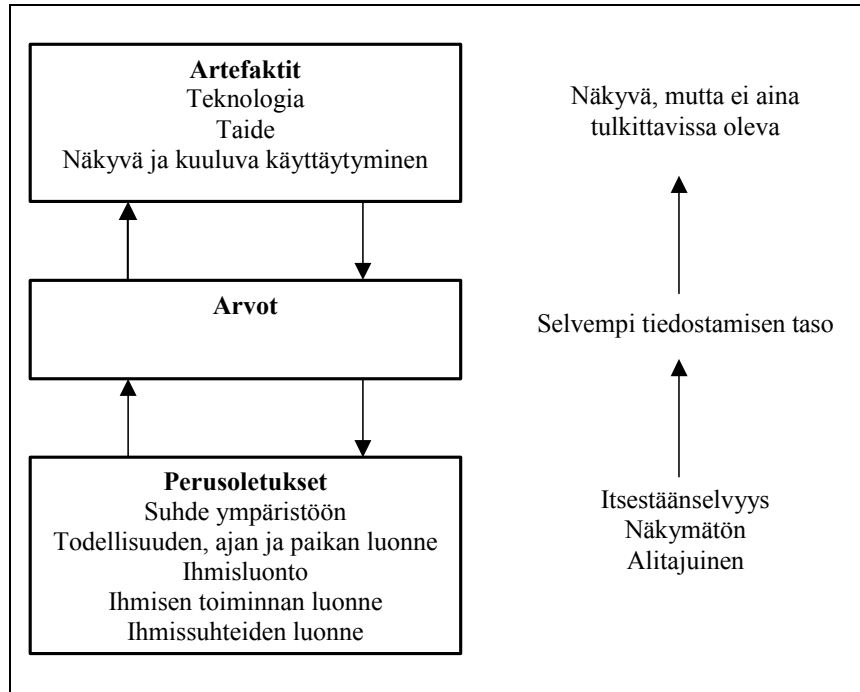 Artefaktit
Teknologia
Taide
Näkyvä ja kuuluva käyttäytyminen
Näkyvä, mutta ei aina
tulkittavissa oleva
Arvot
Selvempi tiedostamisen taso
Perusoletukset
Suhde ympäristöön
Todellisuuden, ajan ja paikan luonne
Ihmisluonto
Ihmisen toiminnan luonne
Ihmissuhteiden luonne
Itsestäänselvyys
Näkymätön
Alitajuinen